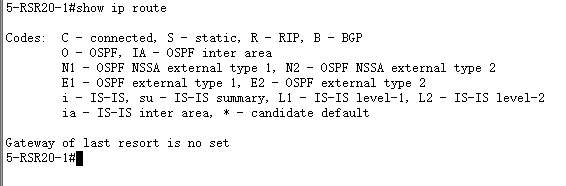 5-RSR20-1#show ip route
Codes:  C - connected, S - static, R - RIP, B - BGP
O - OSPF, IA - OSPF inter area
N1 - OSPF NSSA external type 1, N2 - OSPF NSSA external type 2
E1 - OSPF external type 1, E2 - OSPF external type 2
i - IS-IS, su - IS-IS summary, L1 - IS-IS level-1, L2 - IS-IS level-2
ia - IS-IS inter area, * - candidate default
Gateway of last resort is no set
5-RSR20-1#